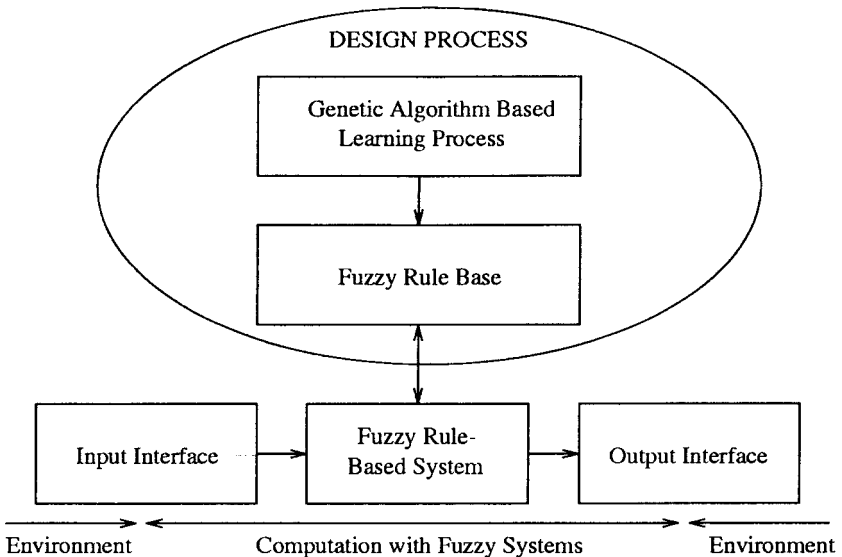 DESIGN PROCESS
Genetic Algorithm Based
Learning Process
Fuzzy Rule Base
Input Interface
Fuzzy Rule-
Based System
Output Interface
Environment
Computation with Fuzzy Systems
Environment